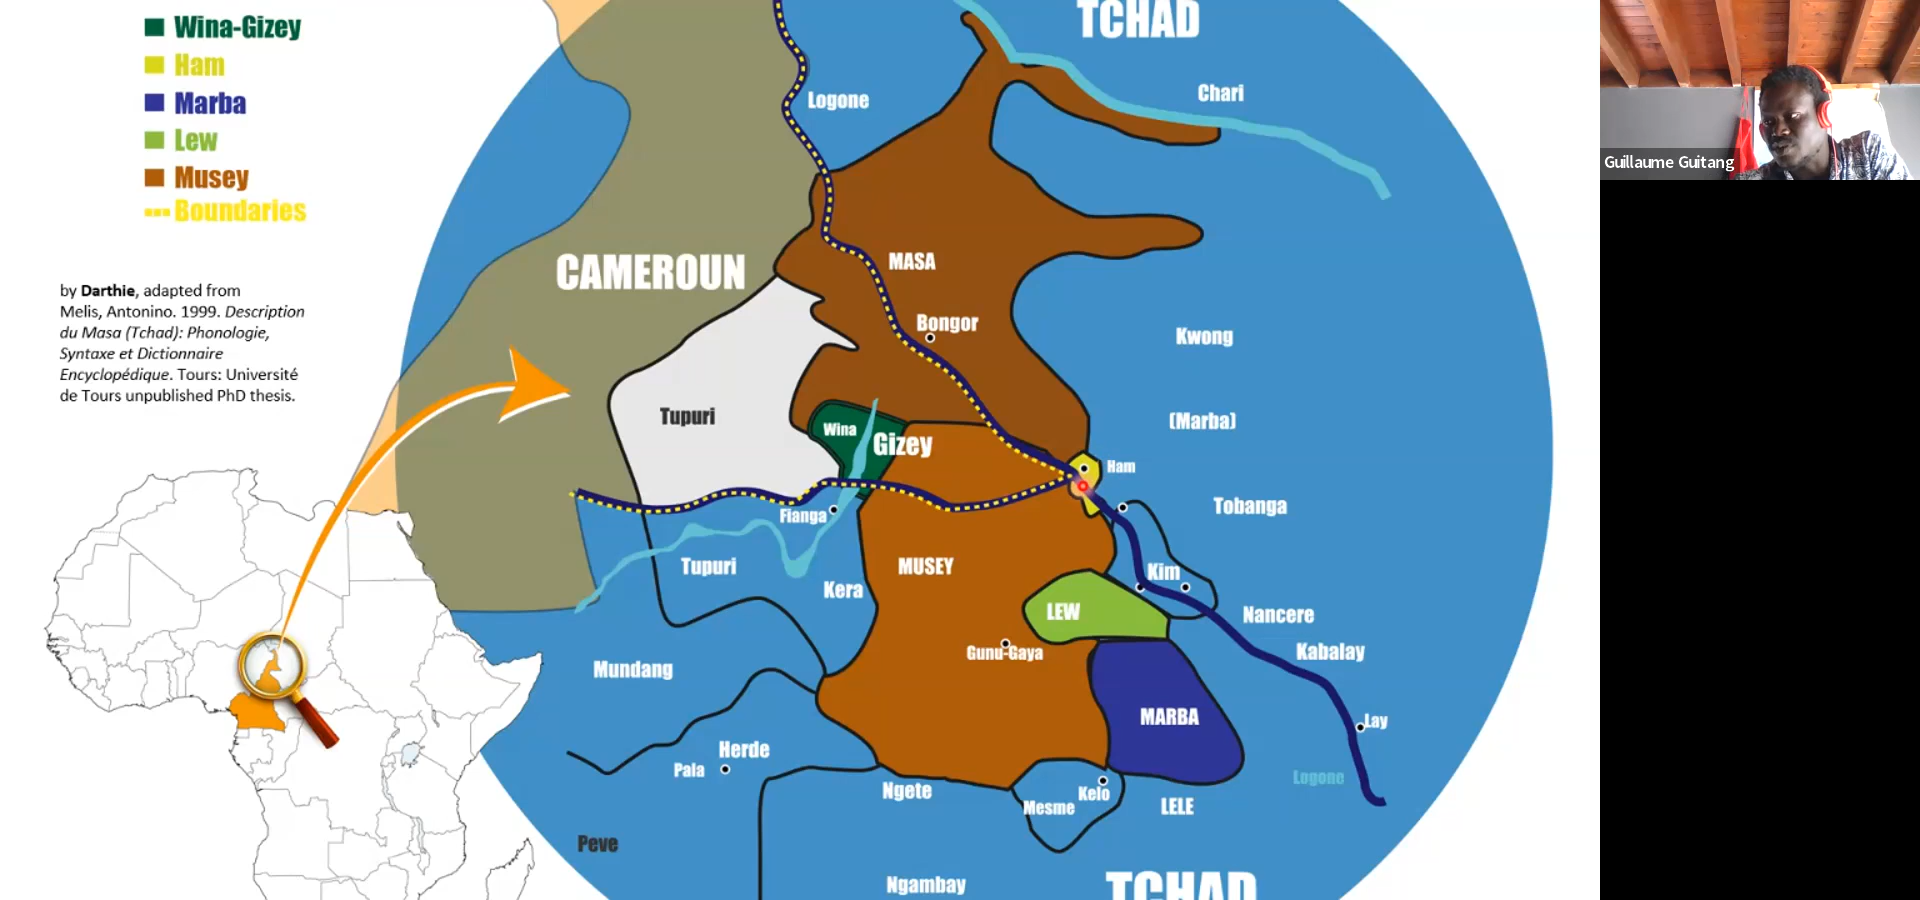 Wina-Gizey
Ham
Marba
Lew
Musey
Boundaries
by Darthie, adapted from
Melis, Antonino. 1999. Description
du Masa (Tchad): Phonologie,
Syntaxe et Dictionnaire
Encyclopédique. Tours: Université
de Tours unpublished PhD thesis.
TCHAD
Logone
Chari
CAMEROUN
MASA
Bongor
Kwong
Tupuri
Wina
Gizey
(Marba)
Ham
Tobanga
Fianga
Tupuri
Kera
MUSEY
Kim
LEW
Nancere
Gunu-Gaya
Kabalay
Mundang
MARBA
Lay
Herde
Pala
Logone
Ngete
Kelo
Mesme
LELE
Peve
Ngambay
TCHAD
Guillaume Guitang